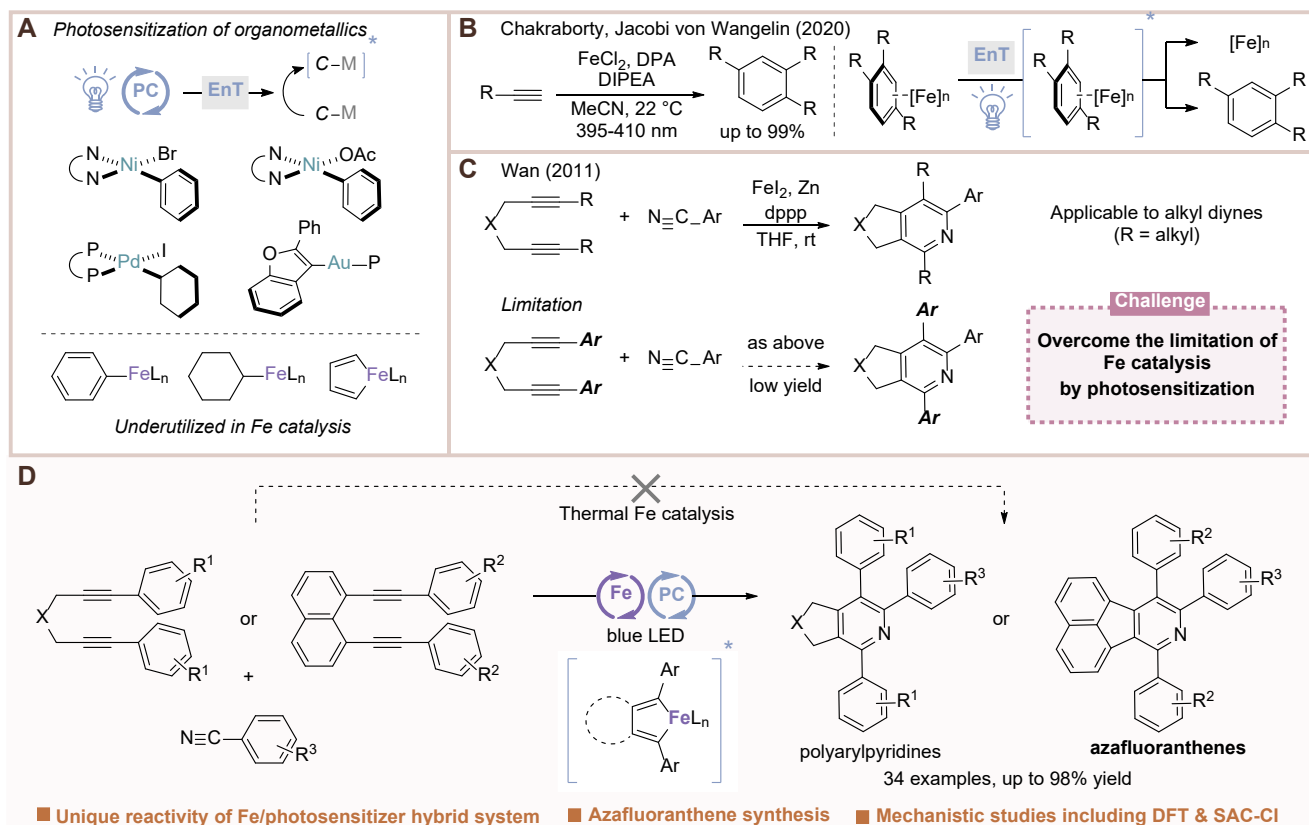 A
Photosensitization of organometallics
*
PC
EnT
[C–M]
C–M
N
N
Ni
Br
N
N
Ni
OAc
P
P
Pd
I
Ph
O
Au
P
FeLn
FeLn
FeLn
Underutilized in Fe catalysis
B
Chakraborty, Jacobi von Wangelin (2020)
R
FeCl2, DPA
DIPEA
MeCN, 22 °C
395-410 nm
R
R
R
up to 99%
R
R
R
[Fe]n
EnT
R
R
R
[Fe]n
*
[Fe]n
R
R
R
C
Wan (2011)
X
R
R
+
N≡C–Ar
FeI2, Zn
dppp
THF, rt
X
R
Ar
N
R
Applicable to alkyl diynes
(R = alkyl)
Limitation
X
Ar
Ar
+
N≡C–Ar
as above
low yield
X
Ar
Ar
N
Ar
Challenge
Overcome the limitation of
Fe catalysis
by photosensitization
D
Thermal Fe catalysis
X
R1
R1
or
R2
R2
+
N≡C
R3
Fe
PC
blue LED
*
Ar
FeLn
Ar
X
R1
R3
N
R1
polyarylpyridines
or
R2
R3
N
R2
azafluoranthenes
34 examples, up to 98% yield
Unique reactivity of Fe/photosensitizer hybrid system
Azafluoranthene synthesis
Mechanistic studies including DFT & SAC-CI